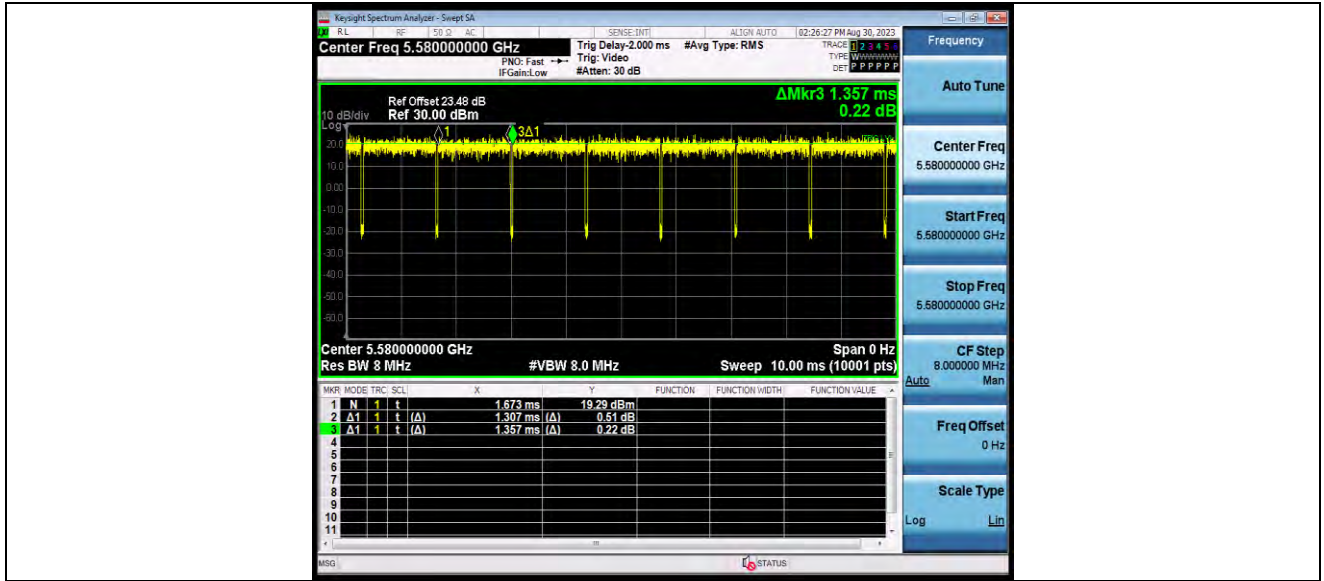 Keysight Spectrum Analyzer - Swept SA
RL RF 50 Ω AC SENSE:INT ALIGN AUTO 02:26:27 PM Aug 30, 2023
Center Freq 5.580000000 GHz
PNO: Fast
IFGain:Low
Trig Delay-2.000 ms
Trig: Video
#Atten: 30 dB
#Avg Type: RMS
TRACE 1 2 3 4 5 6
TYPE WWWWWW
DET P P P P P P
ΔMkr3 1.357 ms
0.22 dB
Ref Offset 23.48 dB
10 dB/div Ref 30.00 dBm
Log
1
3Δ1
20.0
10.0
0.00
-10.0
-20.0
-30.0
-40.0
-50.0
-60.0
Center 5.580000000 GHz Span 0 Hz
Res BW 8 MHz #VBW 8.0 MHz Sweep 10.00 ms (10001 pts)
MKR MODE TRC SCL X Y FUNCTION FUNCTION WIDTH FUNCTION VALUE
1 N 1 t 1.673 ms 19.29 dBm
2 Δ1 1 t (Δ) 1.307 ms (Δ) 0.51 dB
3 Δ1 1 t (Δ) 1.357 ms (Δ) 0.22 dB
4
5
6
7
8
9
10
11
MSG STATUS
Frequency
Auto Tune
Center Freq
5.580000000 GHz
Start Freq
5.580000000 GHz
Stop Freq
5.580000000 GHz
CF Step
8.000000 MHz
Auto Man
Freq Offset
0 Hz
Scale Type
Log Lin